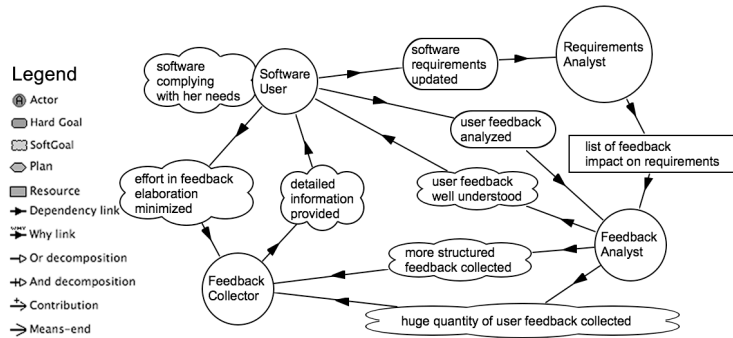 Legend
Actor
Hard Goal
SoftGoal
Plan
Resource
Dependency link
WHY
Why link
Or decomposition
And decomposition
+
Contribution
Means-end
software
complying
with her needs
Software
User
software
requirements
updated
Requirements
Analyst
user feedback
analyzed
list of feedback
impact on requirements
effort in feedback
elaboration
minimized
detailed
information
provided
user feedback
well understood
Feedback
Collector
more structured
feedback collected
Feedback
Analyst
huge quantity of user feedback collected